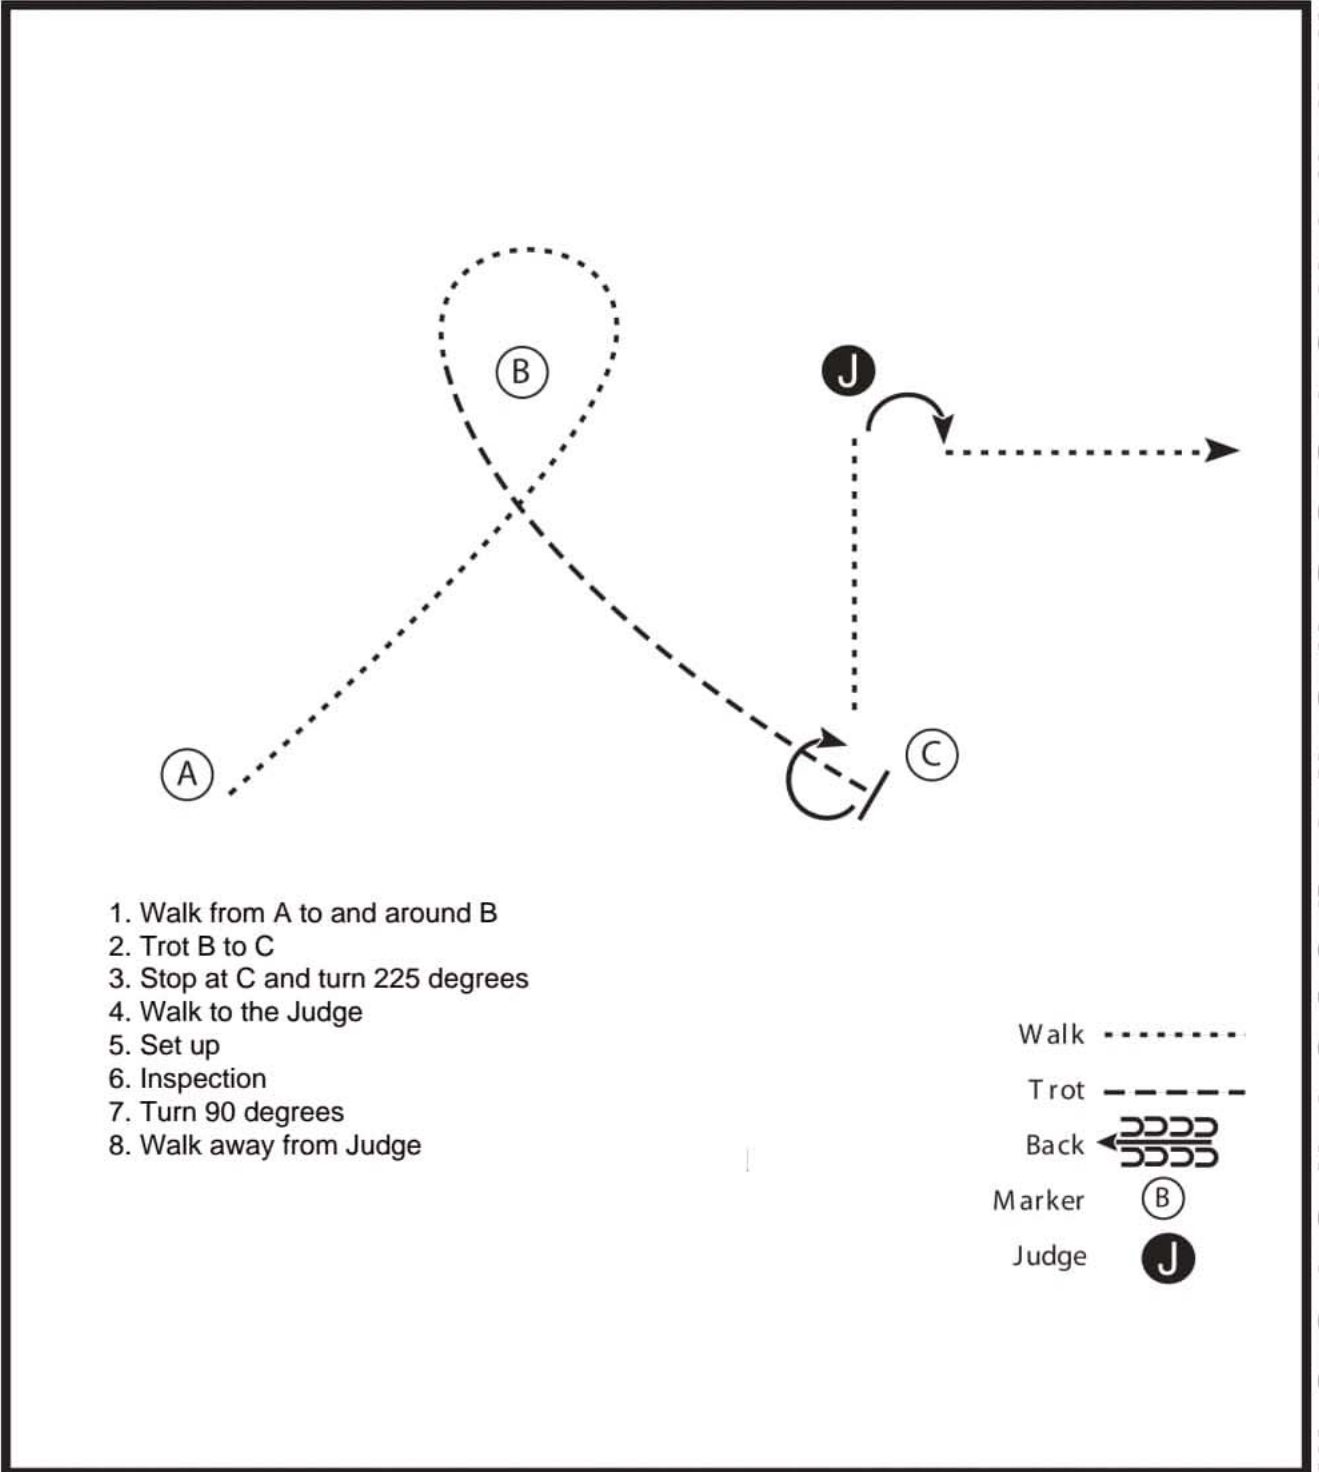 B
J
A
C
1. Walk from A to and around B
2. Trot B to C
3. Stop at C and turn 225 degrees
4. Walk to the Judge
5. Set up
6. Inspection
7. Turn 90 degrees
8. Walk away from Judge
Walk
Trot
Back
Marker B
Judge J